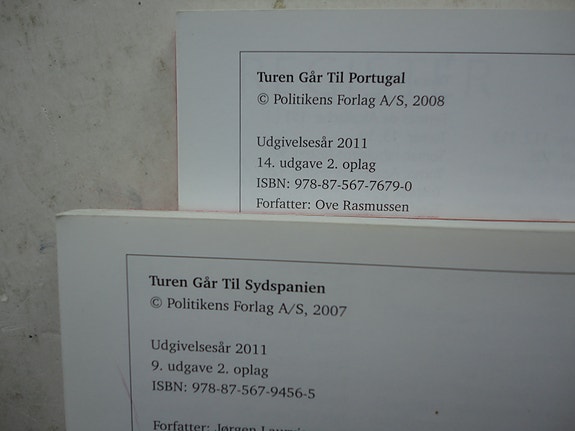 Turen Går Til Portugal
© Politikens Forlag A/S, 2008
Udgivelsesår 2011
14. udgave 2. oplag
ISBN: 978-87-567-7679-0
Forfatter: Ove Rasmussen
Turen Går Til Sydspanien
© Politikens Forlag A/S, 2007
Udgivelsesår 2011
9. udgave 2. oplag
ISBN: 978-87-567-9456-5
Forfatter: Jørgen